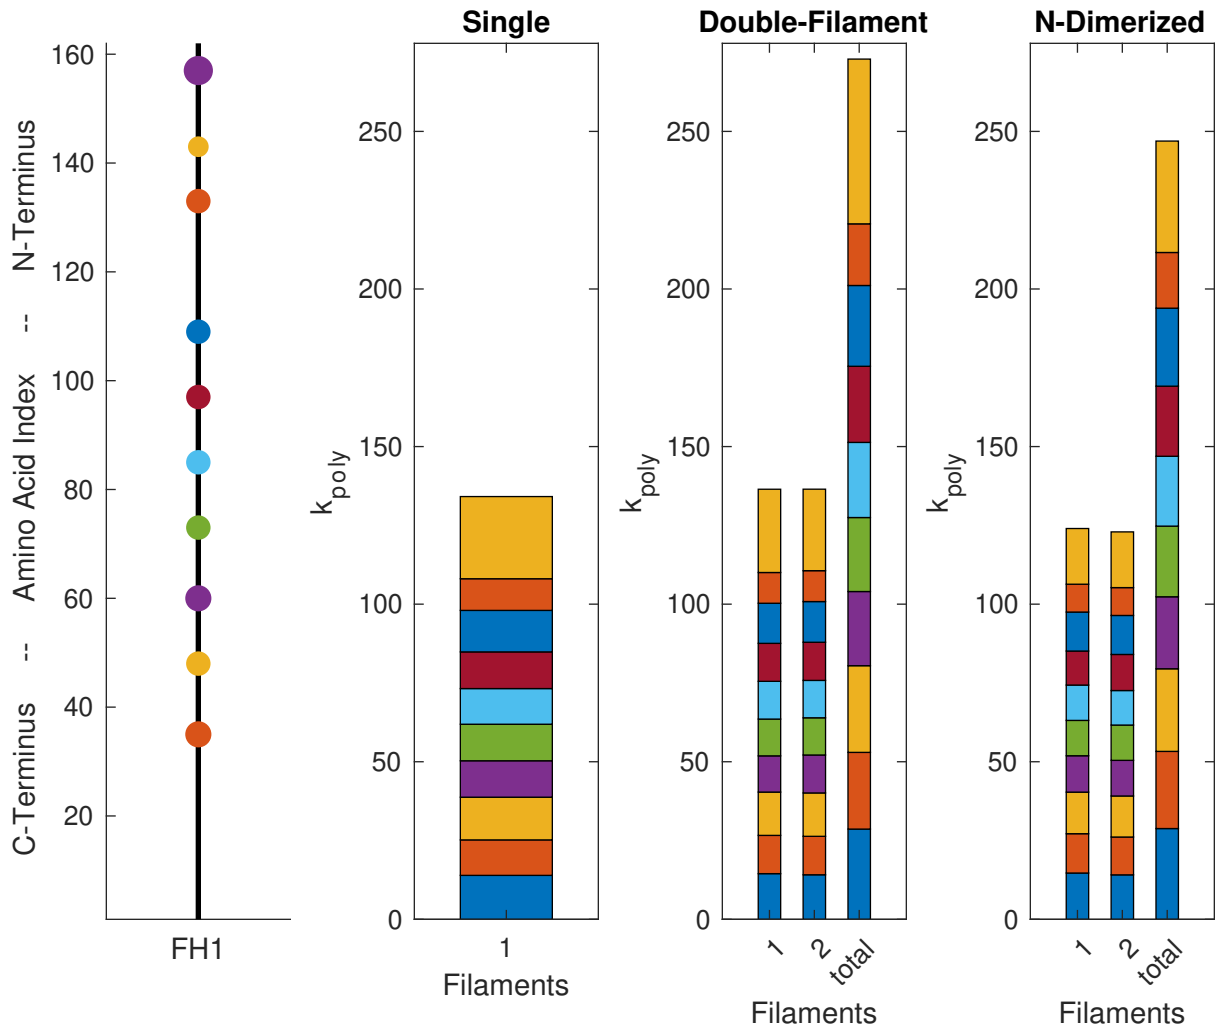 Single
Double-Filament
N-Dimerized
C-Terminus -- Amino Acid Index -- N-Terminus
160
140
120
100
80
60
40
20
FH1
k_poly
250
200
150
100
50
0
1
Filaments
k_poly
250
200
150
100
50
0
1
2
total
Filaments
k_poly
250
200
150
100
50
0
1
2
total
Filaments